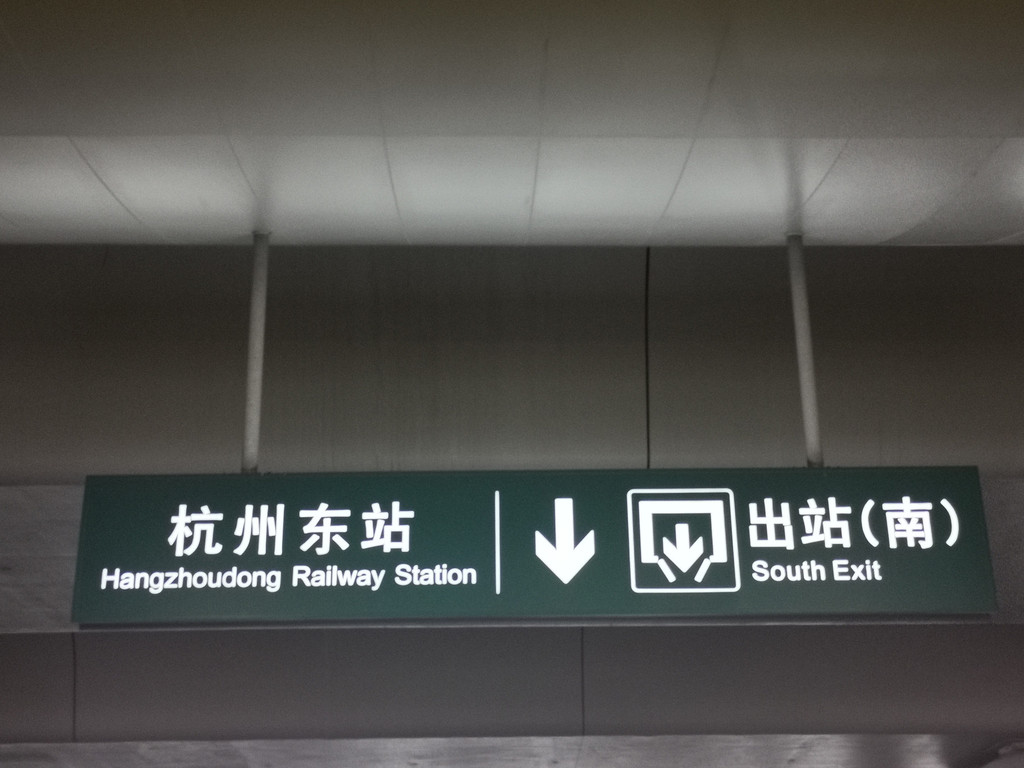 杭州东站
Hangzhoudong Railway Station
出站(南)
South Exit